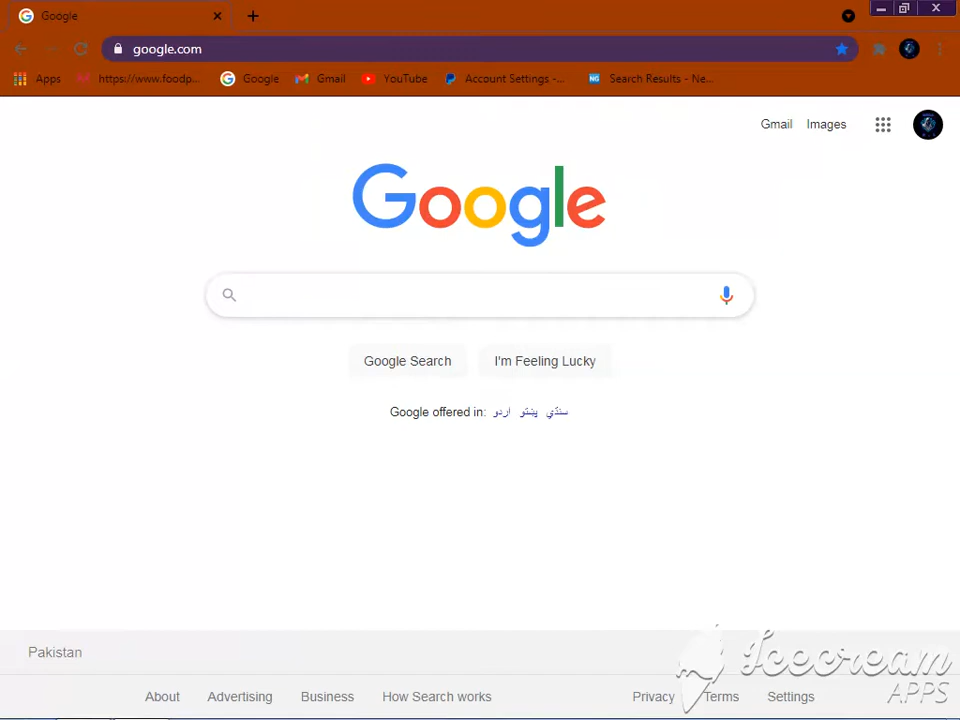 Google
google.com
Apps https://www.foodp... Google Gmail YouTube Account Settings -... NG Search Results - Ne...
Gmail Images
Google
Google Search I'm Feeling Lucky
Google offered in: اردو پښتو سنڌي
Pakistan
About Advertising Business How Search works Privacy Terms Settings
Icecream
APPS